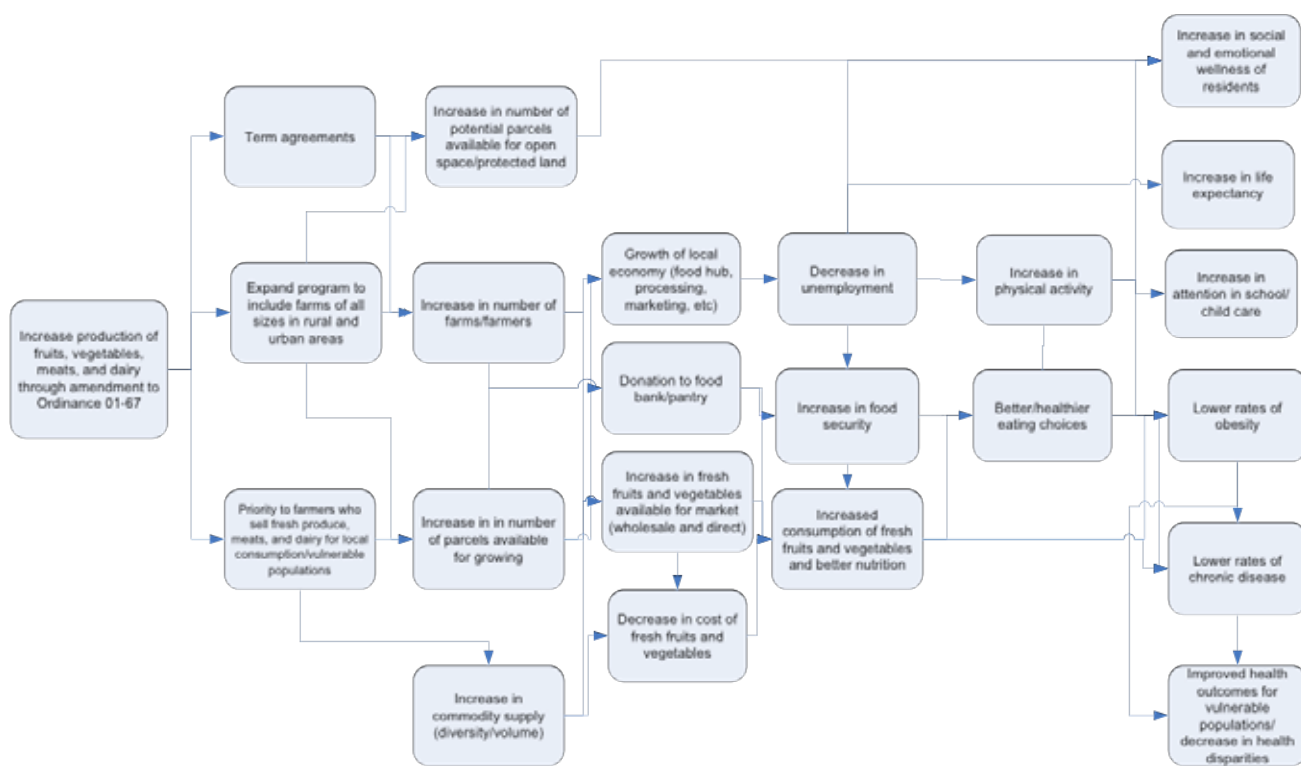 Increase production of
fruits, vegetables,
meats, and dairy
through amendment to
Ordinance 01-67
Term agreements
Expand program to
include farms of all
sizes in rural and
urban areas
Priority to farmers who
sell fresh produce,
meats, and dairy for local
consumption/vulnerable
populations
Increase in number of
potential parcels
available for open
space/protected land
Increase in number of
farms/farmers
Increase in in number
of parcels available
for growing
Increase in
commodity supply
(diversity/volume)
Growth of local
economy (food hub,
processing,
marketing, etc)
Donation to food
bank/pantry
Increase in fresh
fruits and vegetables
available for market
(wholesale and direct)
Decrease in cost of
fresh fruits and
vegetables
Decrease in
unemployment
Increase in food
security
Increased
consumption of fresh
fruits and vegetables
and better nutrition
Increase in
physical activity
Better/healthier
eating choices
Increase in social
and emotional
wellness of
residents
Increase in life
expectancy
Increase in
attention in school/
child care
Lower rates of
obesity
Lower rates of
chronic disease
Improved health
outcomes for
vulnerable
populations/
decrease in health
disparities